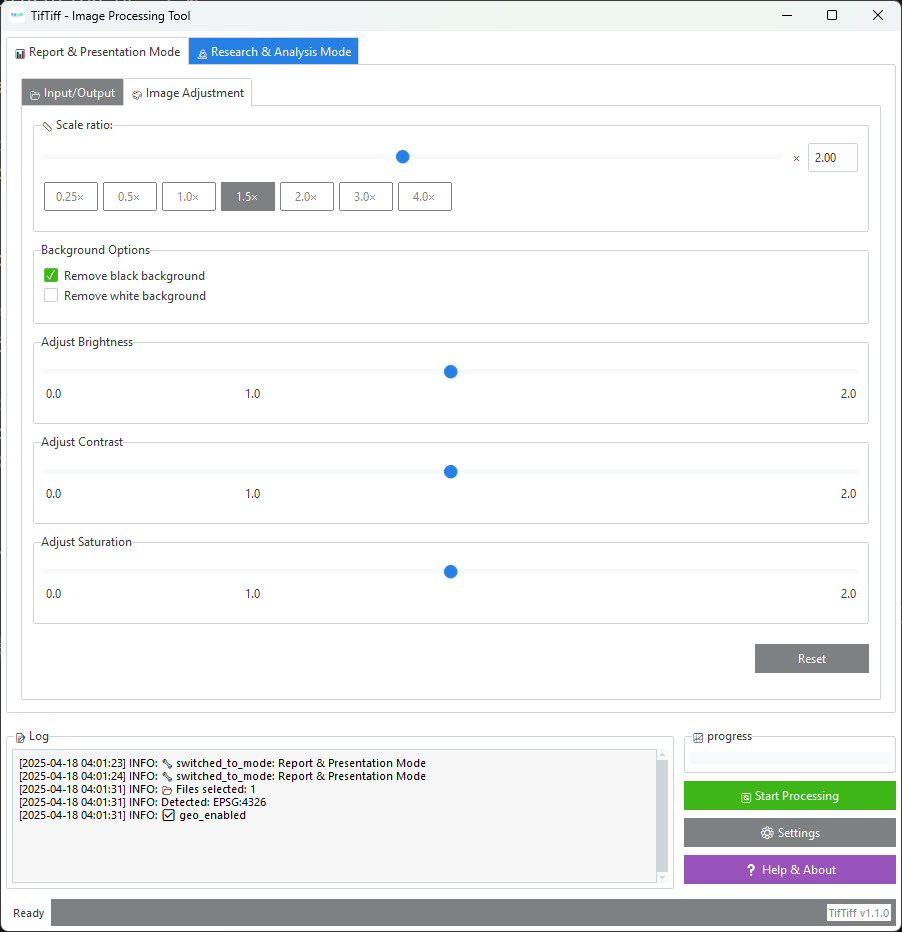 TifTiff - Image Processing Tool
Report & Presentation Mode
Research & Analysis Mode
Input/Output
Image Adjustment
Scale ratio:
× 2.00
0.25× 0.5× 1.0× 1.5× 2.0× 3.0× 4.0×
Background Options
Remove black background
Remove white background
Adjust Brightness
0.0 1.0 2.0
Adjust Contrast
0.0 1.0 2.0
Adjust Saturation
0.0 1.0 2.0
Reset
Log
[2025-04-18 04:01:23] INFO: switched_to_mode: Report & Presentation Mode
[2025-04-18 04:01:24] INFO: switched_to_mode: Report & Presentation Mode
[2025-04-18 04:01:31] INFO: Files selected: 1
[2025-04-18 04:01:31] INFO: Detected: EPSG:4326
[2025-04-18 04:01:31] INFO: geo_enabled
progress
Start Processing
Settings
? Help & About
Ready
TifTiff v1.1.0